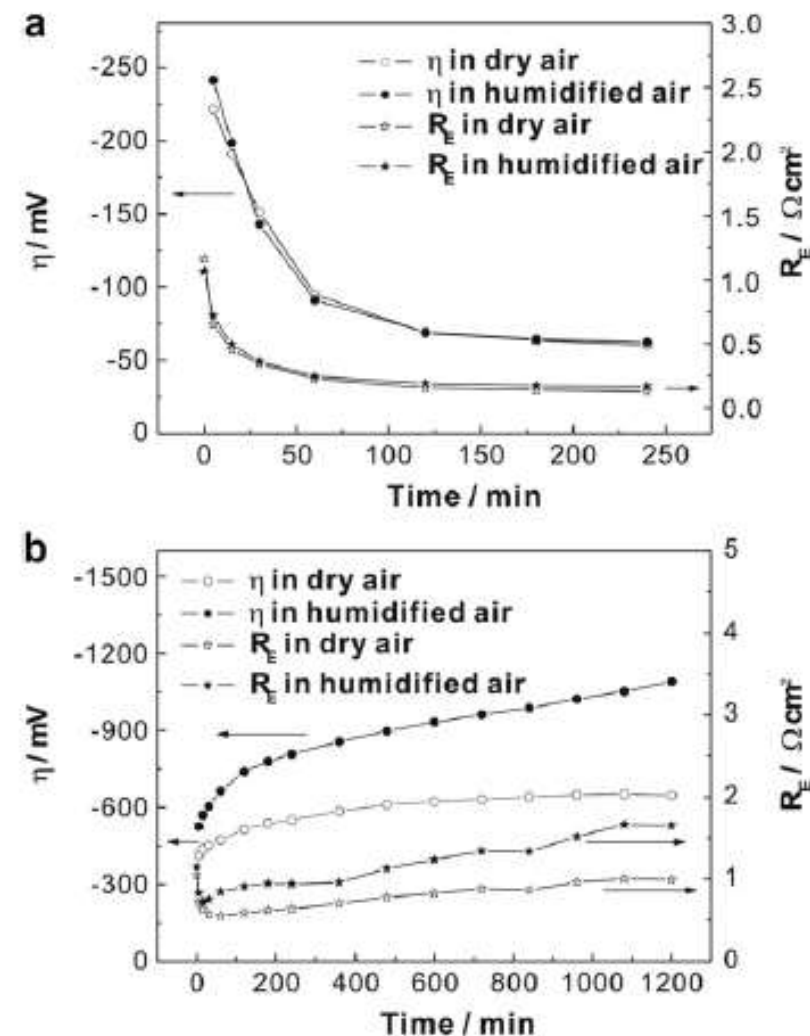 a
η in dry air
η in humidified air
R_E in dry air
R_E in humidified air
-250
-200
-150
-100
-50
0
η / mV
3.0
2.5
2.0
1.5
1.0
0.5
0.0
R_E / Ωcm²
0 50 100 150 200 250
Time / min
b
η in dry air
η in humidified air
R_E in dry air
R_E in humidified air
-1500
-1200
-900
-600
-300
0
η / mV
5
4
3
2
1
0
R_E / Ωcm²
0 200 400 600 800 1000 1200
Time / min